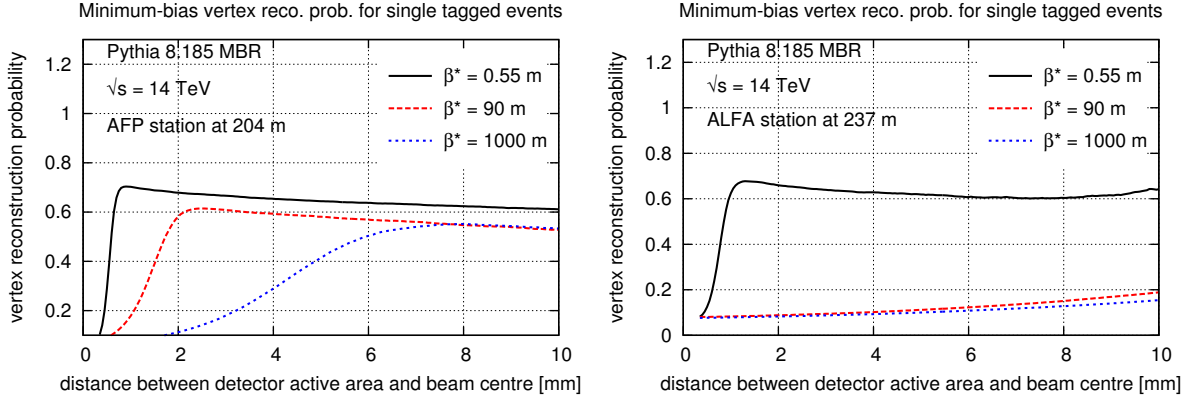 Minimum-bias vertex reco. prob. for single tagged events
vertex reconstruction probability
1.2
1
0.8
0.6
0.4
0.2
Pythia 8.185 MBR
√s = 14 TeV
AFP station at 204 m
β* = 0.55 m
β* = 90 m
β* = 1000 m
0 2 4 6 8 10
distance between detector active area and beam centre [mm]
Minimum-bias vertex reco. prob. for single tagged events
vertex reconstruction probability
1.2
1
0.8
0.6
0.4
0.2
0
Pythia 8.185 MBR
√s = 14 TeV
ALFA station at 237 m
β* = 0.55 m
β* = 90 m
β* = 1000 m
0 2 4 6 8 10
distance between detector active area and beam centre [mm]